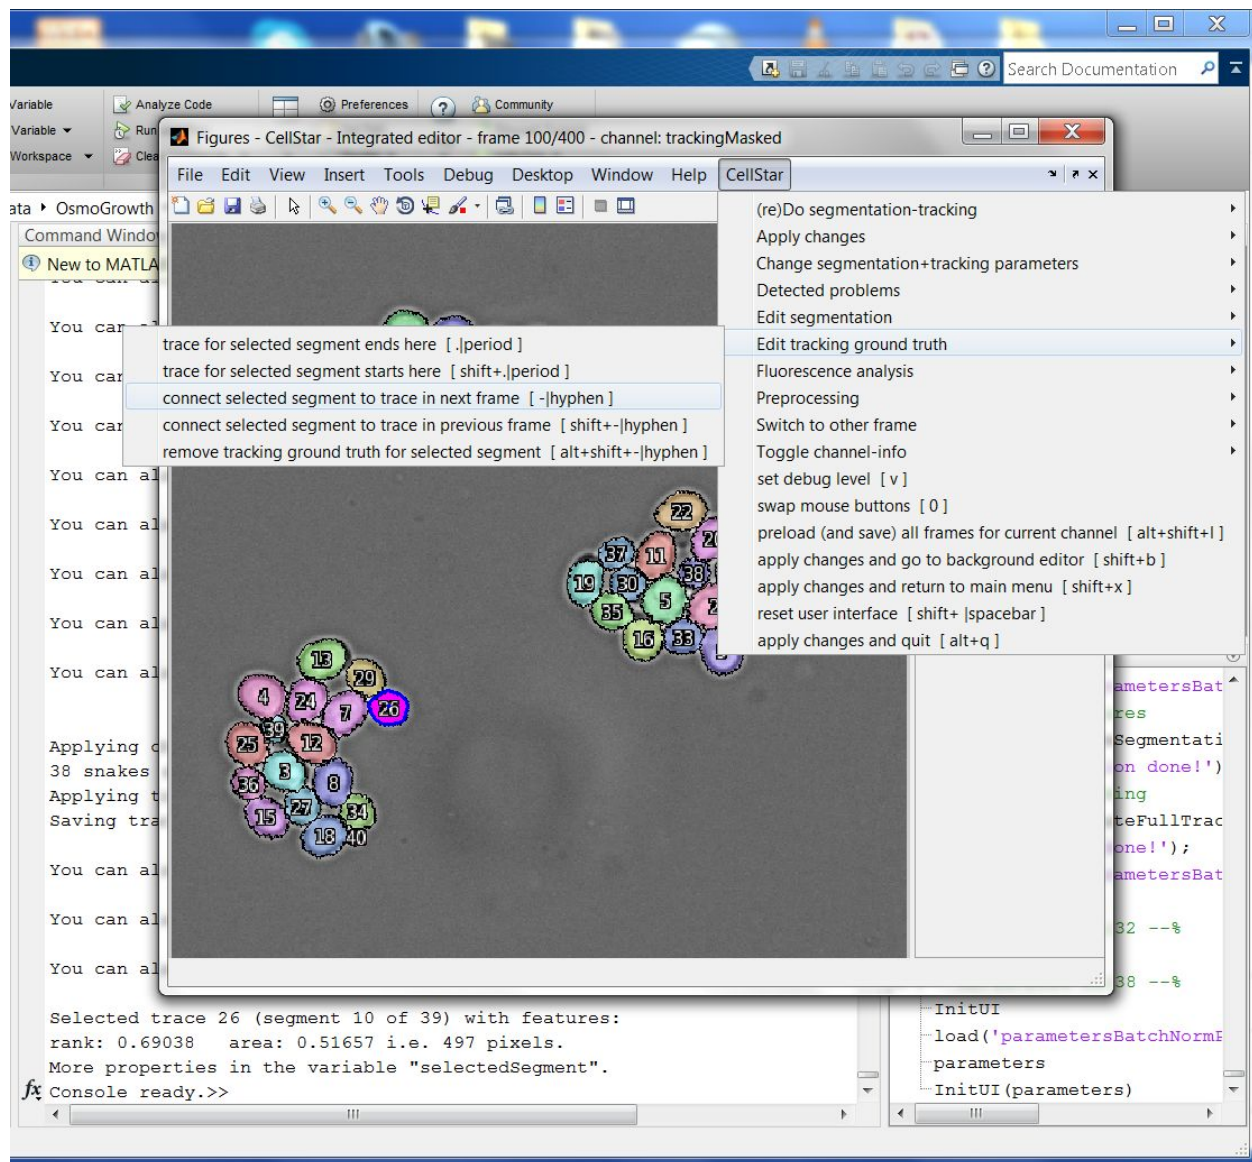 Search Documentation
Variable
Analyze Code
Preferences
Community
Variable
Run
Workspace
Clea
Figures - CellStar - Integrated editor - frame 100/400 - channel: trackingMasked
File Edit View Insert Tools Debug Desktop Window Help CellStar
ata OsmoGrowth
Command Windo
New to MATLA
(re)Do segmentation-tracking
Apply changes
Change segmentation+tracking parameters
Detected problems
Edit segmentation
Edit tracking ground truth
Fluorescence analysis
Preprocessing
Switch to other frame
Toggle channel-info
set debug level [ v ]
swap mouse buttons [ 0 ]
preload (and save) all frames for current channel [ alt+shift+l ]
apply changes and go to background editor [ shift+b ]
apply changes and return to main menu [ shift+x ]
reset user interface [ shift+ |spacebar ]
apply changes and quit [ alt+q ]
trace for selected segment ends here [ .|period ]
trace for selected segment starts here [ shift+.|period ]
connect selected segment to trace in next frame [ -|hyphen ]
connect selected segment to trace in previous frame [ shift+-|hyphen ]
remove tracking ground truth for selected segment [ alt+shift+-|hyphen ]
You can al
You car
You car
You car
You can al
You can al
You can al
You can al
You can al
Applying c
38 snakes
Applying t
Saving tra
You can al
You can al
You can al
22
37 11 2
19 30 38
35 5 2
16 33
13
29
4 24 7 26
39
25 12
3 8
36
15 27 34
18 40
ametersBat
res
Segmentati
on done!')
ing
teFullTrac
one!');
ametersBat
32 --%
38 --%
InitUI
load('parametersBatchNormF
parameters
InitUI(parameters)
Selected trace 26 (segment 10 of 39) with features:
rank: 0.69038 area: 0.51657 i.e. 497 pixels.
More properties in the variable "selectedSegment".
fx Console ready.>>